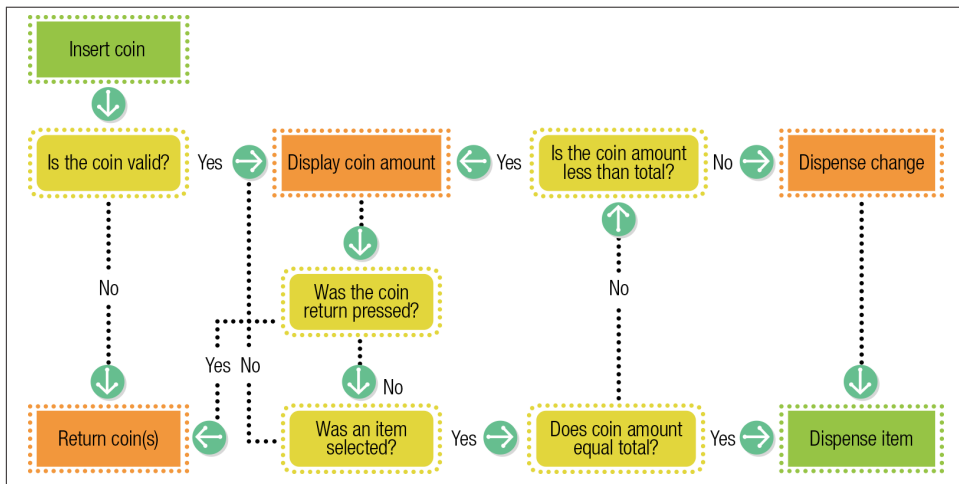 Insert coin
Is the coin valid?
Yes
Display coin amount
Yes
Is the coin amount
less than total?
No
Dispense change
No
Was the coin
return pressed?
No
Yes
No
No
Return coin(s)
Was an item
selected?
Yes
Does coin amount
equal total?
Yes
Dispense item